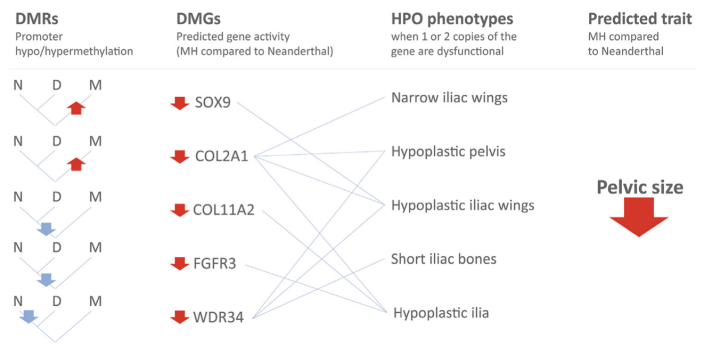 DMRs
Promoter
hypo/hypermethylation)
DMGs
Predicted gene activity
(MH compared to Neanderthal)
HPO phenotypes
when 1 or 2 copies of the
gene are dysfunctional
Predicted trait
MH compared
to Neanderthal
N D M
SOX9
Narrow iliac wings
N D M
COL2A1
Hypoplastic pelvis
N D M
COL11A2
Hypoplastic iliac wings
Pelvic size
N D M
FGFR3
Short iliac bones
N D M
WDR34
Hypoplastic ilia